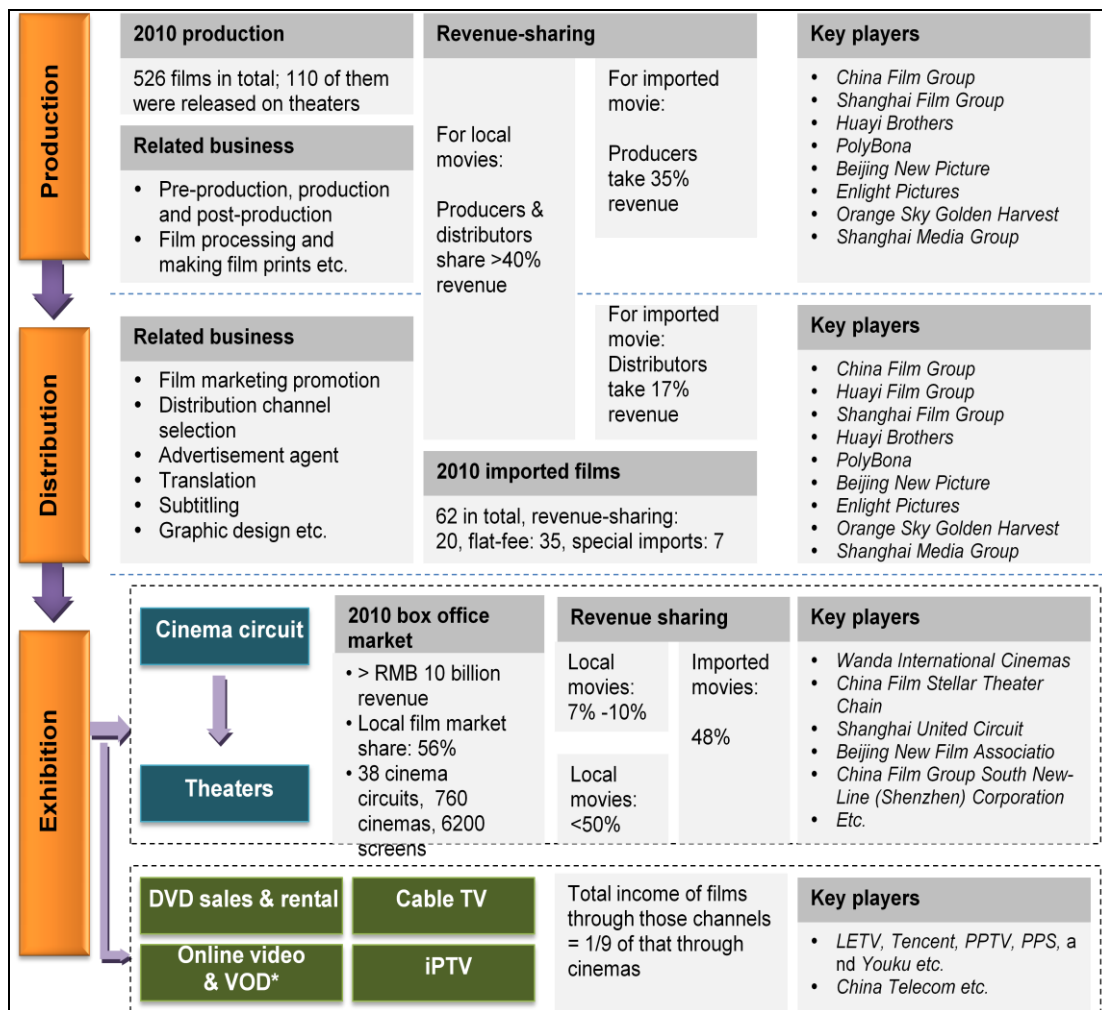 Production
2010 production
526 films in total; 110 of them
were released on theaters
Related business
• Pre-production, production
and post-production
• Film processing and
making film prints etc.
Revenue-sharing
For local
movies:
Producers &
distributors
share >40%
revenue
For imported
movie:
Producers
take 35%
revenue
Key players
• China Film Group
• Shanghai Film Group
• Huayi Brothers
• PolyBona
• Beijing New Picture
• Enlight Pictures
• Orange Sky Golden Harvest
• Shanghai Media Group
Distribution
Related business
• Film marketing promotion
• Distribution channel
selection
• Advertisement agent
• Translation
• Subtitling
• Graphic design etc.
For imported
movie:
Distributors
take 17%
revenue
2010 imported films
62 in total, revenue-sharing:
20, flat-fee: 35, special imports: 7
Key players
• China Film Group
• Huayi Film Group
• Shanghai Film Group
• Huayi Brothers
• PolyBona
• Beijing New Picture
• Enlight Pictures
• Orange Sky Golden Harvest
• Shanghai Media Group
Exhibition
Cinema circuit
Theaters
2010 box office
market
• > RMB 10 billion
revenue
• Local film market
share: 56%
• 38 cinema
circuits, 760
cinemas, 6200
screens
Revenue sharing
Local
movies:
7% -10%
Local
movies:
<50%
Imported
movies:
48%
Key players
• Wanda International Cinemas
• China Film Stellar Theater
Chain
• Shanghai United Circuit
• Beijing New Film Associatio
• China Film Group South New-
Line (Shenzhen) Corporation
• Etc.
DVD sales & rental
Cable TV
Online video
& VOD*
iPTV
Total income of films
through those channels
= 1/9 of that through
cinemas
Key players
• LETV, Tencent, PPTV, PPS, a
nd Youku etc.
• China Telecom etc.